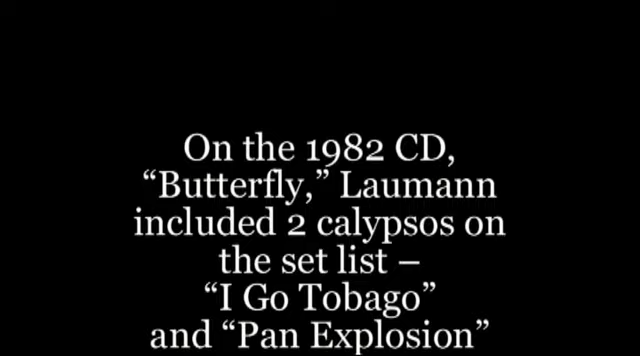 On the 1982 CD,
“Butterfly,” Laumann
included 2 calypsos on
the set list –
“I Go Tobago”
and “Pan Explosion”